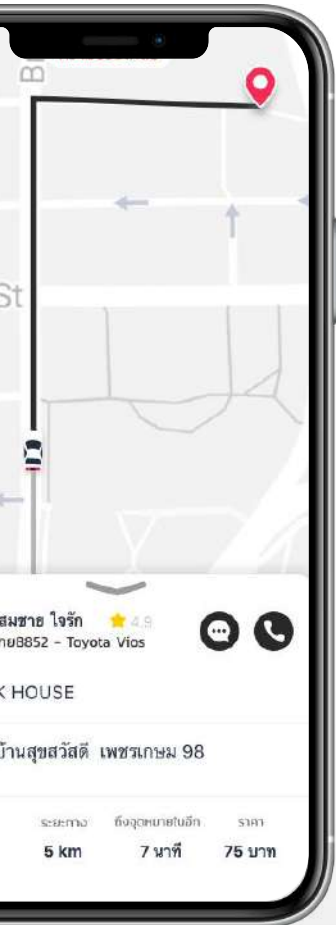 St
สมชาย ใจรัก 4.9
8852 - Toyota Vios
K HOUSE
บ้านสุขสวัสดี เพชรเกษม 98
ระยะทาง ถึงจุดหมายในอีก ราคา
5 km 7 นาที 75 บาท